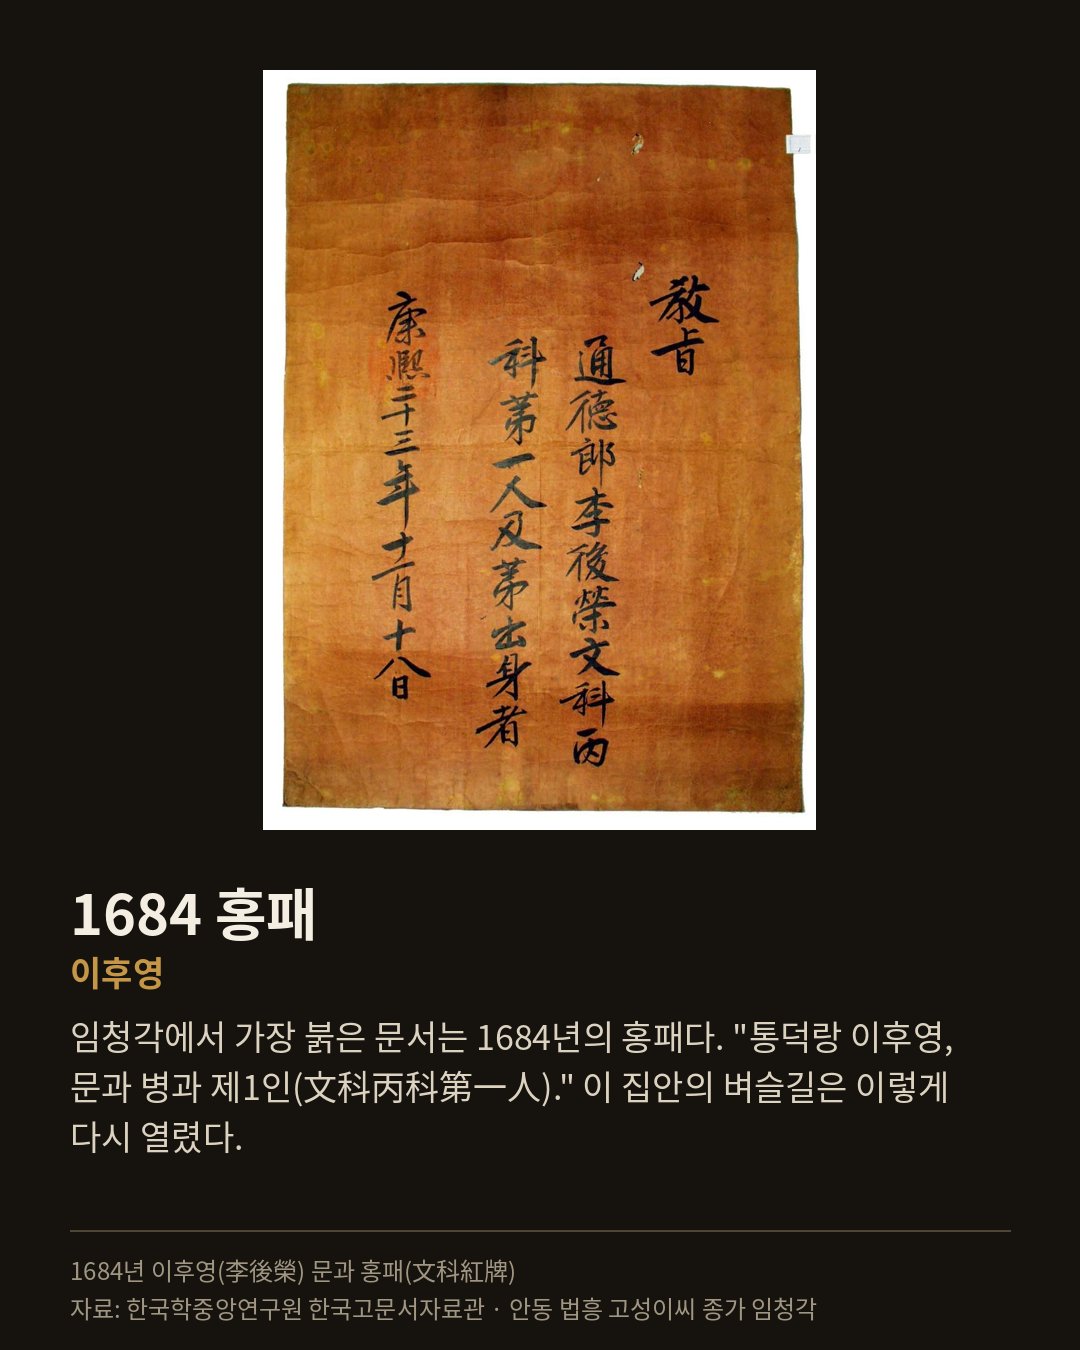 敎旨
通德郎李後榮文科丙
科苐一人及苐出身者
康熙二十三年十一月十八日
1684 홍패
이후영
임청각에서 가장 붉은 문서는 1684년의 홍패다. "통덕랑 이후영,
문과 병과 제1인(文科丙科第一人)." 이 집안의 벼슬길은 이렇게
다시 열렸다.
1684년 이후영(李後榮) 문과 홍패(文科紅牌)
자료: 한국학중앙연구원 한국고문서자료관 · 안동 법흥 고성이씨 종가 임청각